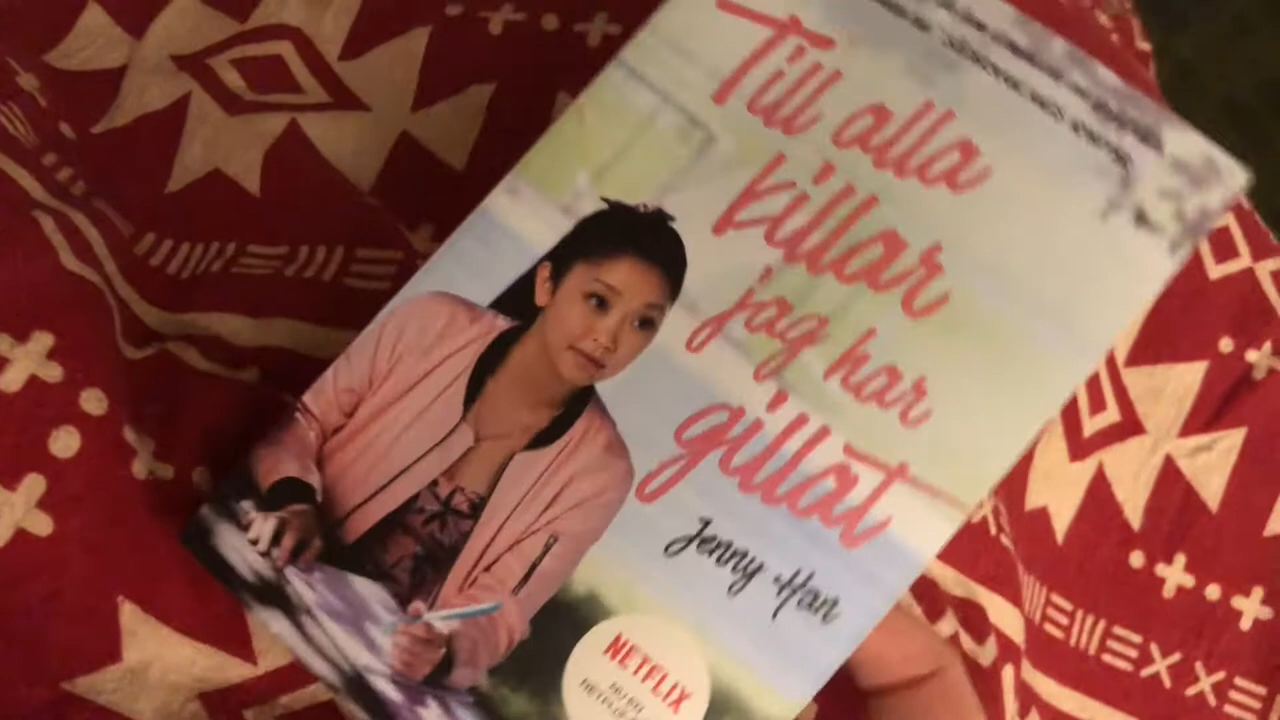 Till alla
killar
jag har
gillat
Jenny Han
NETFLIX